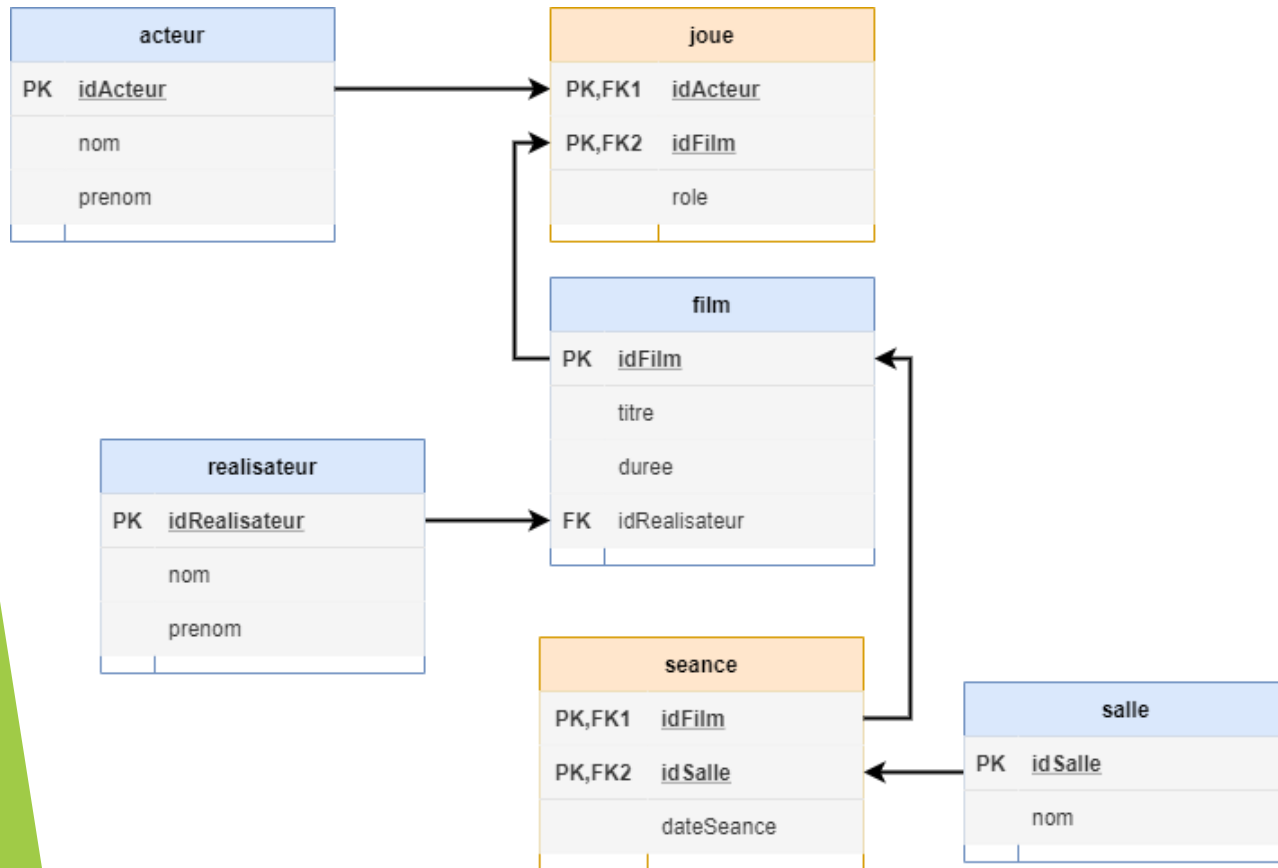 acteur
PK idActeur
nom
prenom
joue
PK,FK1 idActeur
PK,FK2 idFilm
role
film
PK idFilm
titre
duree
FK idRealisateur
realisateur
PK idRealisateur
nom
prenom
seance
PK,FK1 idFilm
PK,FK2 idSalle
dateSeance
salle
PK idSalle
nom